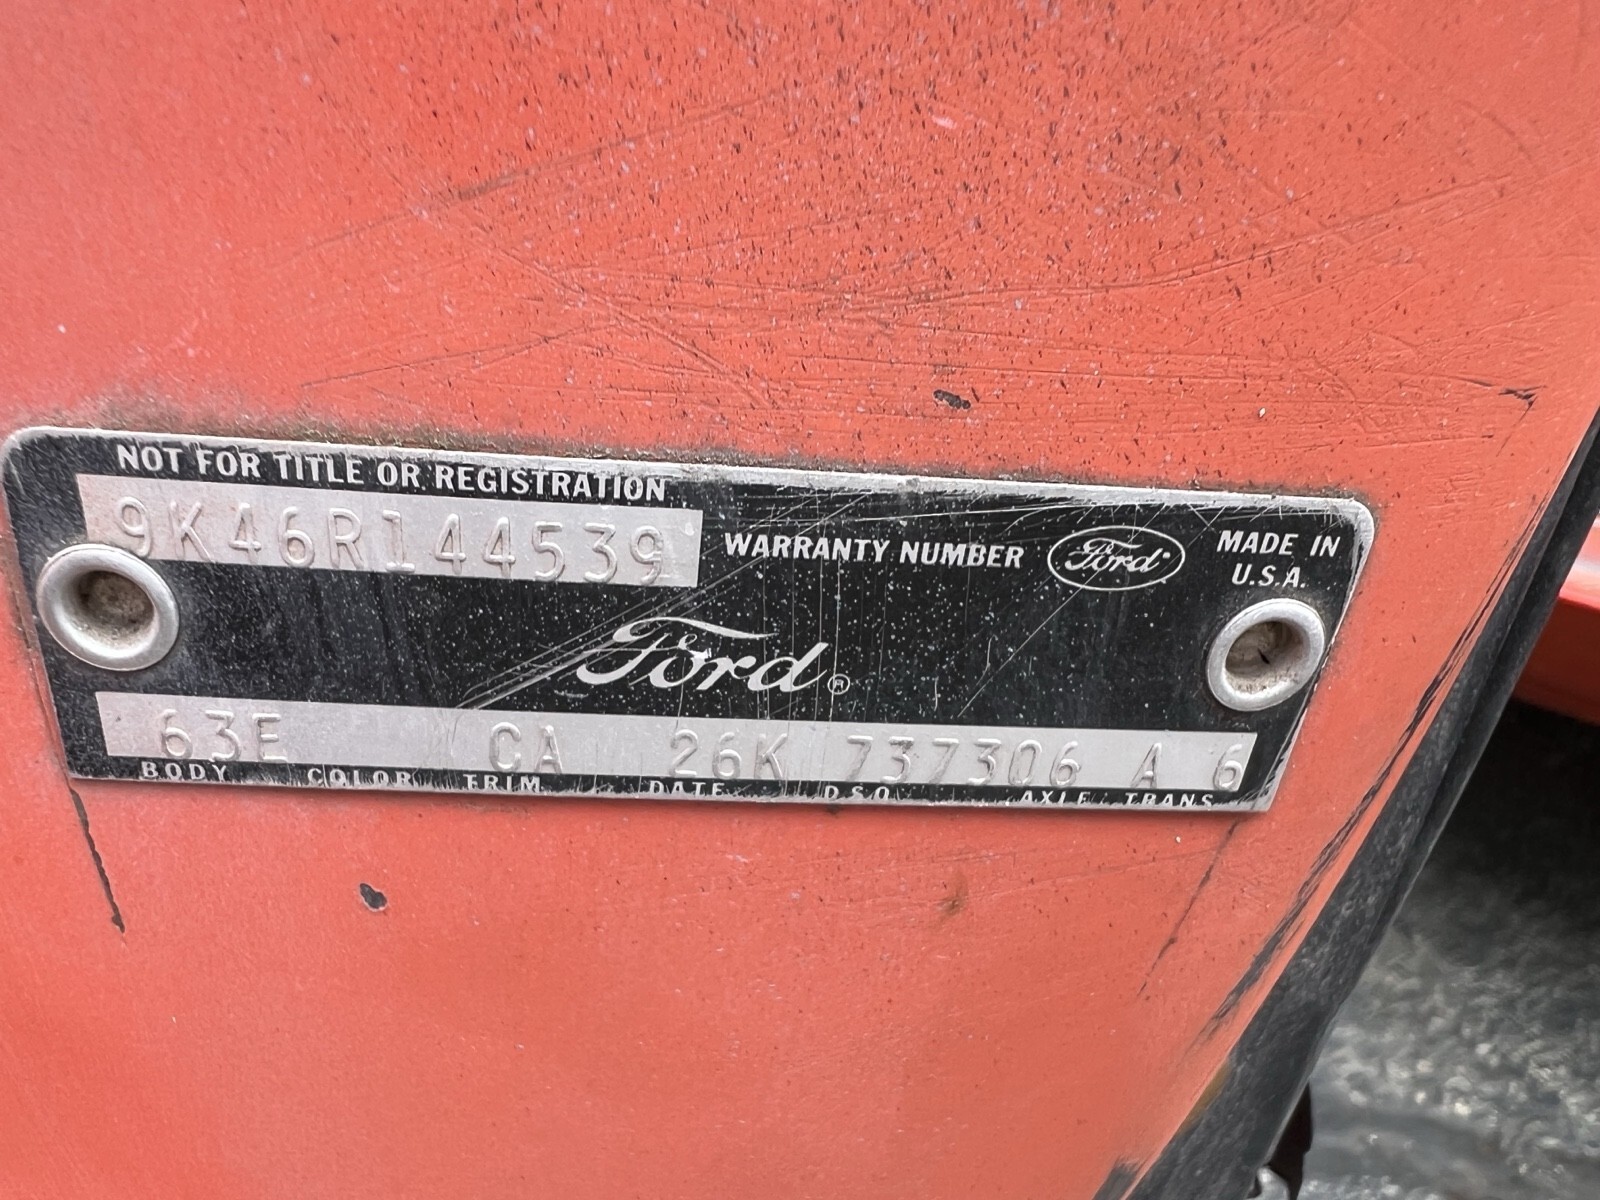 NOT FOR TITLE OR REGISTRATION
9K46R144539
WARRANTY NUMBER Ford MADE IN
U.S.A.
Ford®
63E CA 26K 737306 A 6
BODY COLOR TRIM DATE D.S.O. AXLE TRANS